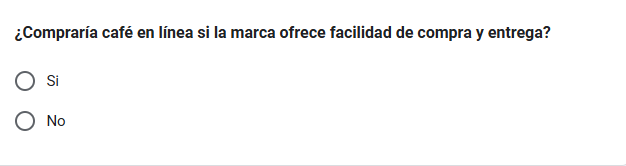 ¿Compraría café en línea si la marca ofrece facilidad de compra y entrega?
Si
No